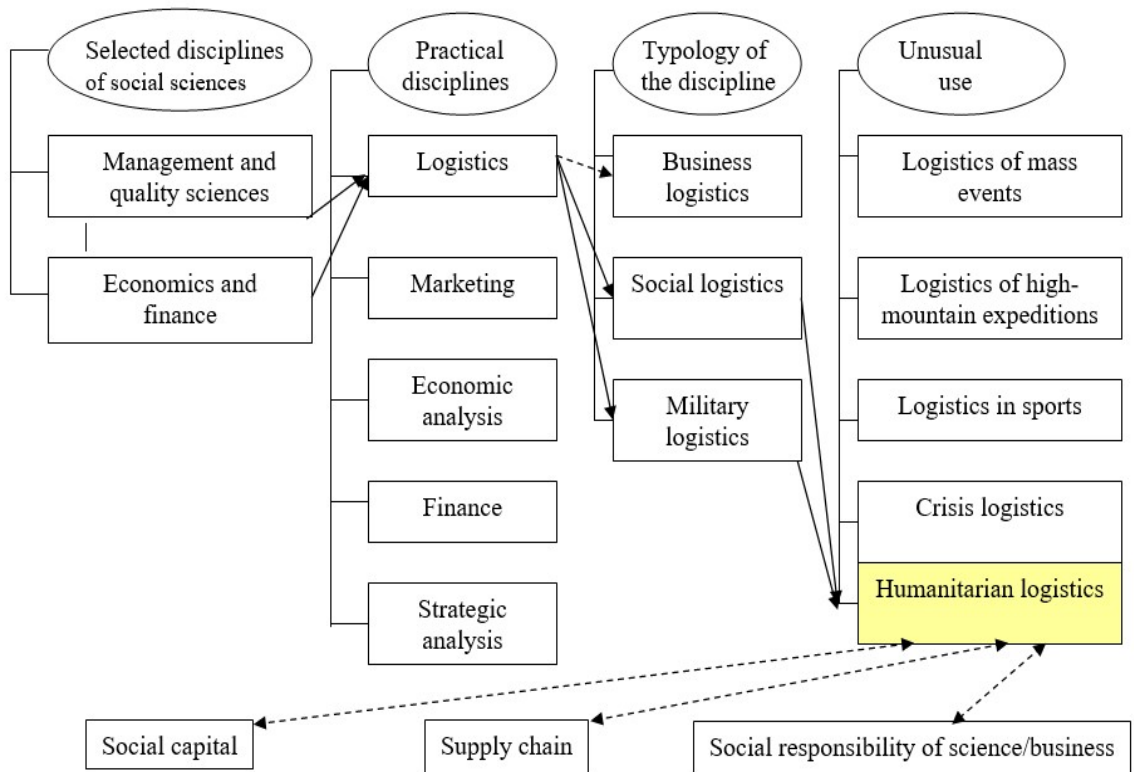 Selected disciplines
of social sciences
Practical
disciplines
Typology of
the discipline
Unusual
use
Management and
quality sciences
Logistics
Business
logistics
Logistics of mass
events
Economics and
finance
Marketing
Social logistics
Logistics of high-
mountain expeditions
Economic
analysis
Military
logistics
Logistics in sports
Finance
Crisis logistics
Strategic
analysis
Humanitarian logistics
Social capital
Supply chain
Social responsibility of science/business